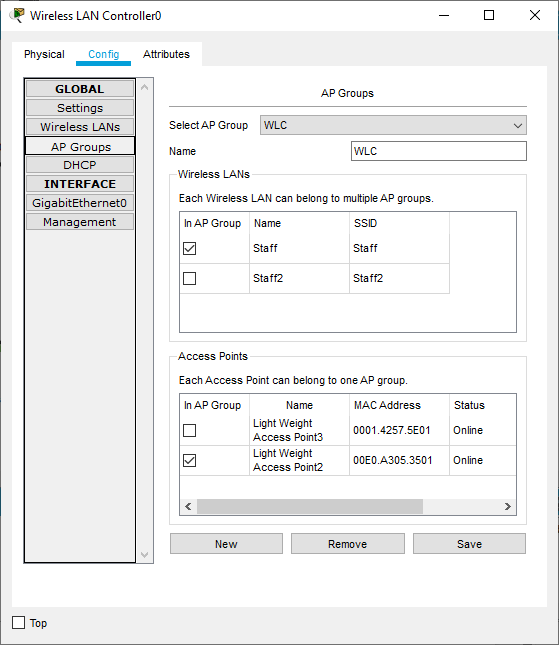 Wireless LAN Controller0
Physical Config Attributes
GLOBAL
Settings
Wireless LANs
AP Groups
DHCP
INTERFACE
GigabitEthernet0
Management
AP Groups
Select AP Group WLC
Name WLC
Wireless LANs
Each Wireless LAN can belong to multiple AP groups.
In AP Group Name SSID
Staff Staff
Staff2 Staff2
Access Points
Each Access Point can belong to one AP group.
In AP Group Name MAC Address Status
Light Weight
Access Point3 0001.4257.5E01 Online
Light Weight
Access Point2 00E0.A305.3501 Online
New Remove Save
Top